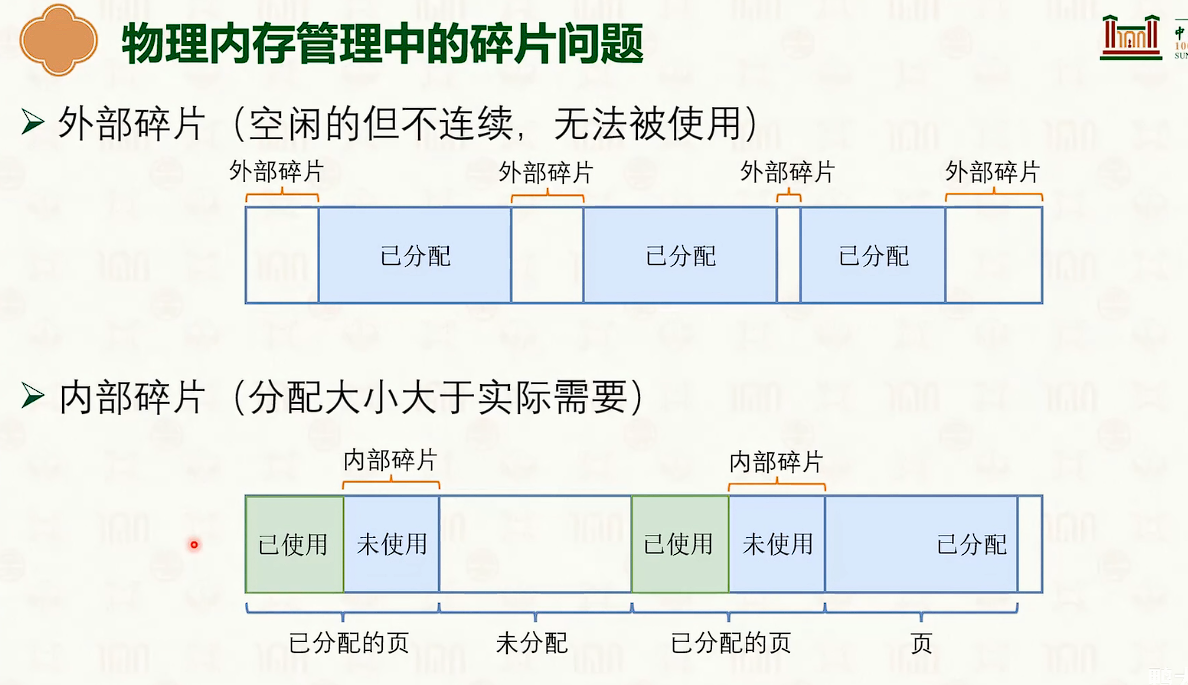 物理内存管理中的碎片问题
中
10
SUN
外部碎片（空闲的但不连续，无法被使用）
外部碎片 外部碎片 外部碎片 外部碎片
已分配 已分配 已分配
内部碎片（分配大小大于实际需要）
内部碎片 内部碎片
已使用 未使用 已使用 未使用 已分配
已分配的页 未分配 已分配的页 页